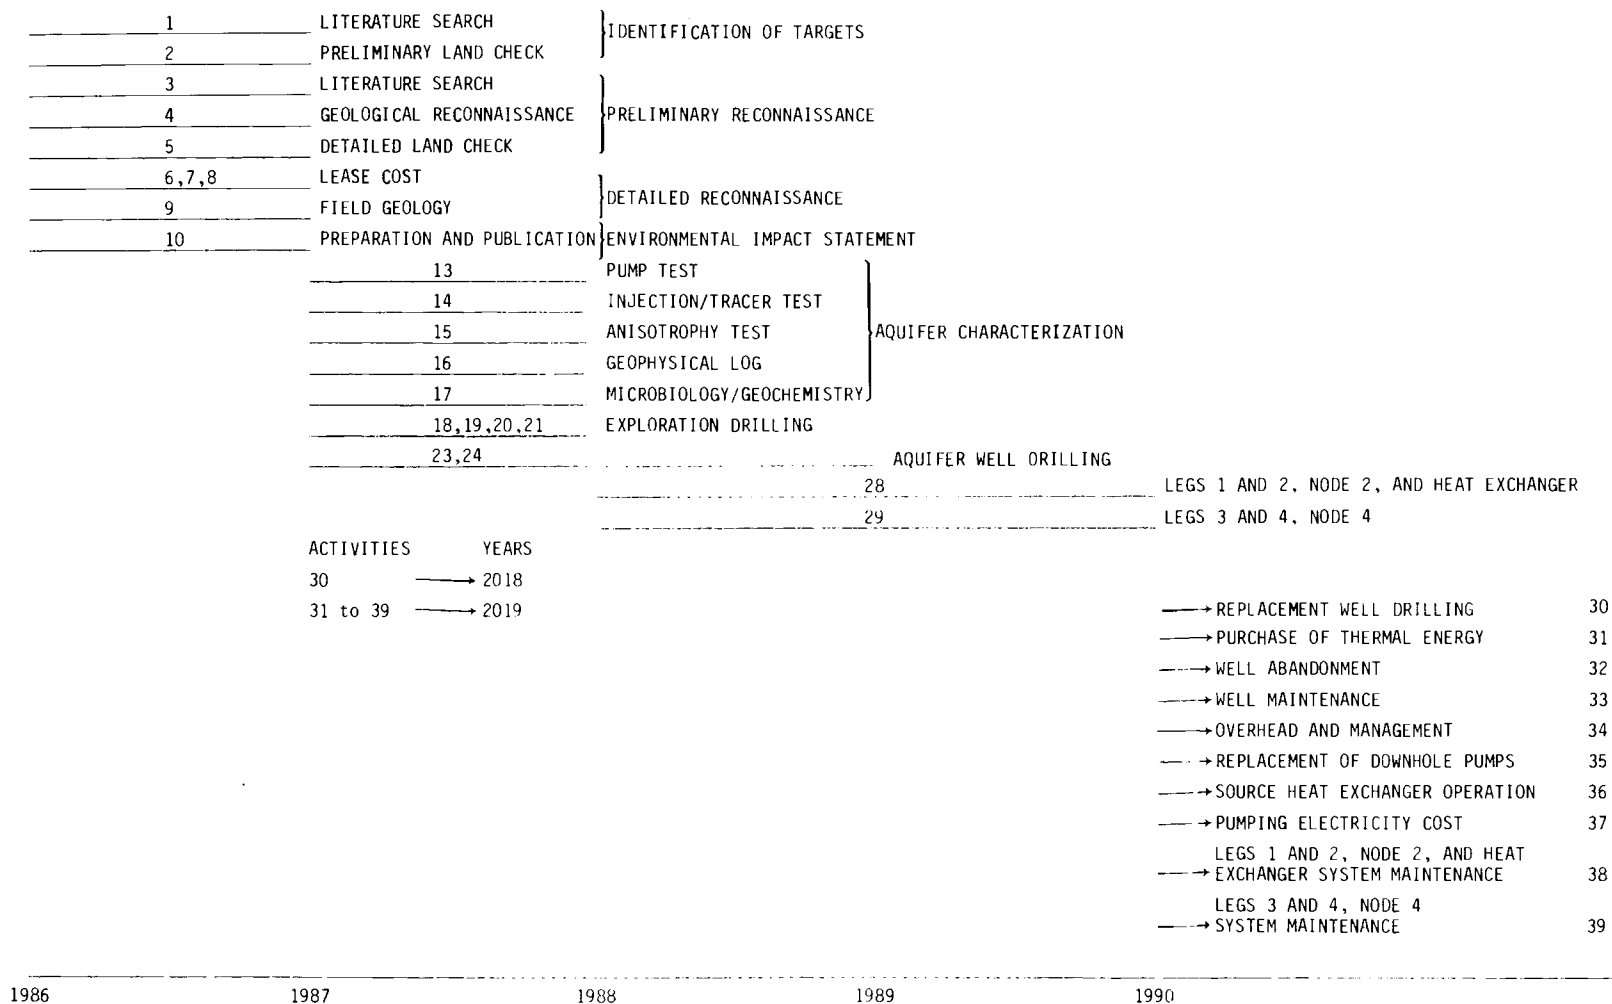 1 LITERATURE SEARCH
IDENTIFICATION OF TARGETS
2 PRELIMINARY LAND CHECK
3 LITERATURE SEARCH
4 GEOLOGICAL RECONNAISSANCE PRELIMINARY RECONNAISSANCE
5 DETAILED LAND CHECK
6,7,8 LEASE COST
DETAILED RECONNAISSANCE
9 FIELD GEOLOGY
10 PREPARATION AND PUBLICATION ENVIRONMENTAL IMPACT STATEMENT
13 PUMP TEST
14 INJECTION/TRACER TEST
15 ANISOTROPHY TEST AQUIFER CHARACTERIZATION
16 GEOPHYSICAL LOG
17 MICROBIOLOGY/GEOCHEMISTRY
18,19,20,21 EXPLORATION DRILLING
23,24 AQUIFER WELL DRILLING
28 LEGS 1 AND 2, NODE 2, AND HEAT EXCHANGER
29 LEGS 3 AND 4, NODE 4
ACTIVITIES YEARS
30 → 2018
31 to 39 → 2019
→ REPLACEMENT WELL DRILLING 30
→ PURCHASE OF THERMAL ENERGY 31
→ WELL ABANDONMENT 32
→ WELL MAINTENANCE 33
→ OVERHEAD AND MANAGEMENT 34
→ REPLACEMENT OF DOWNHOLE PUMPS 35
→ SOURCE HEAT EXCHANGER OPERATION 36
→ PUMPING ELECTRICITY COST 37
LEGS 1 AND 2, NODE 2, AND HEAT
→ EXCHANGER SYSTEM MAINTENANCE 38
LEGS 3 AND 4, NODE 4
→ SYSTEM MAINTENANCE 39
1986 1987 1988 1989 1990